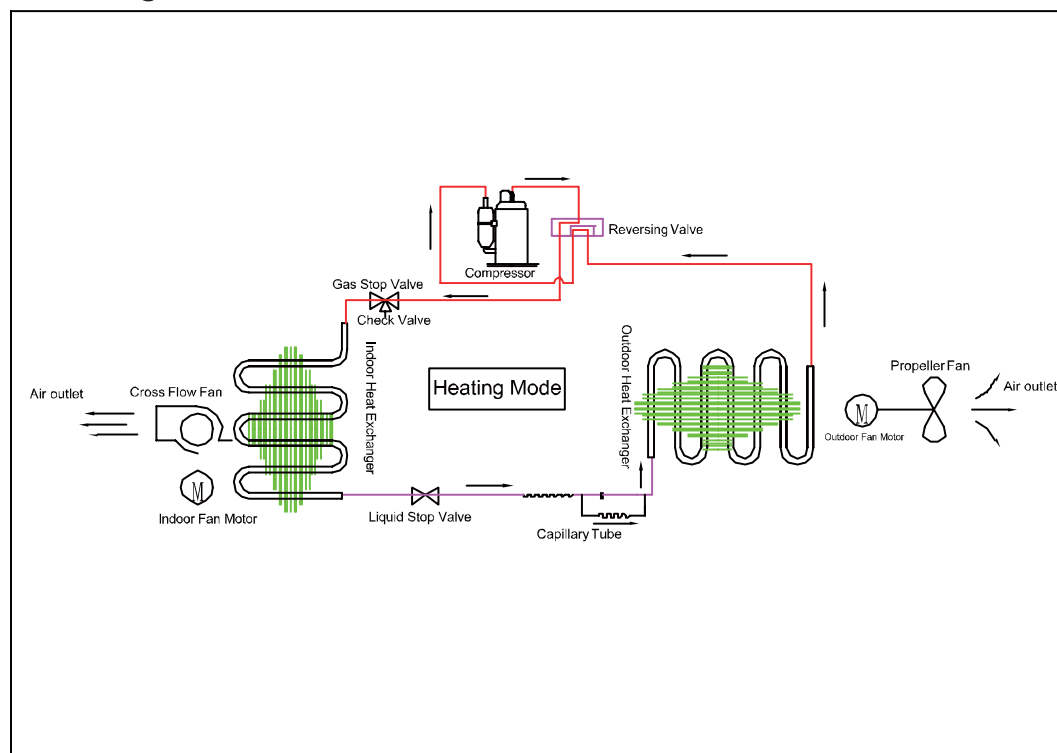 Reversing Valve
Compressor
Gas Stop Valve
Check Valve
Indoor Heat Exchanger
Outdoor Heat Exchanger
Heating Mode
Propeller Fan
Air outlet
M
Outdoor Fan Motor
Air outlet
Cross Flow Fan
M
Indoor Fan Motor
Liquid Stop Valve
Capillary Tube